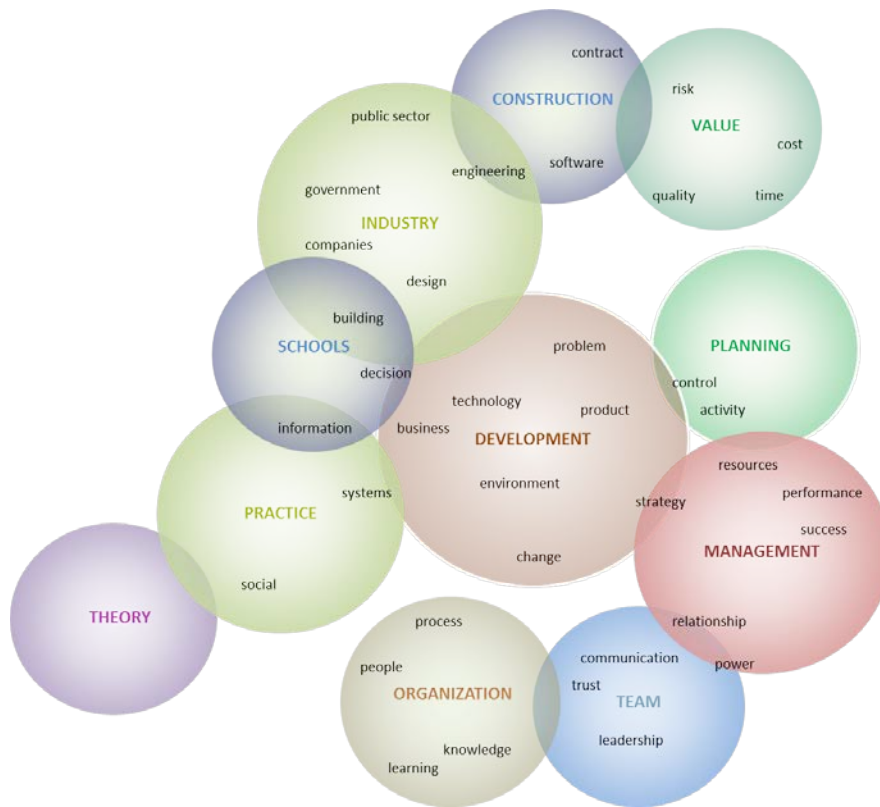 contract
CONSTRUCTION
risk
public sector
VALUE
cost
software
engineering
government
quality
time
INDUSTRY
companies
design
building
SCHOOLS
problem
PLANNING
decision
control
technology
product
activity
information
business
DEVELOPMENT
resources
environment
systems
performance
strategy
PRACTICE
success
change
MANAGEMENT
social
THEORY
process
relationship
communication
people
power
trust
ORGANIZATION
TEAM
leadership
knowledge
learning